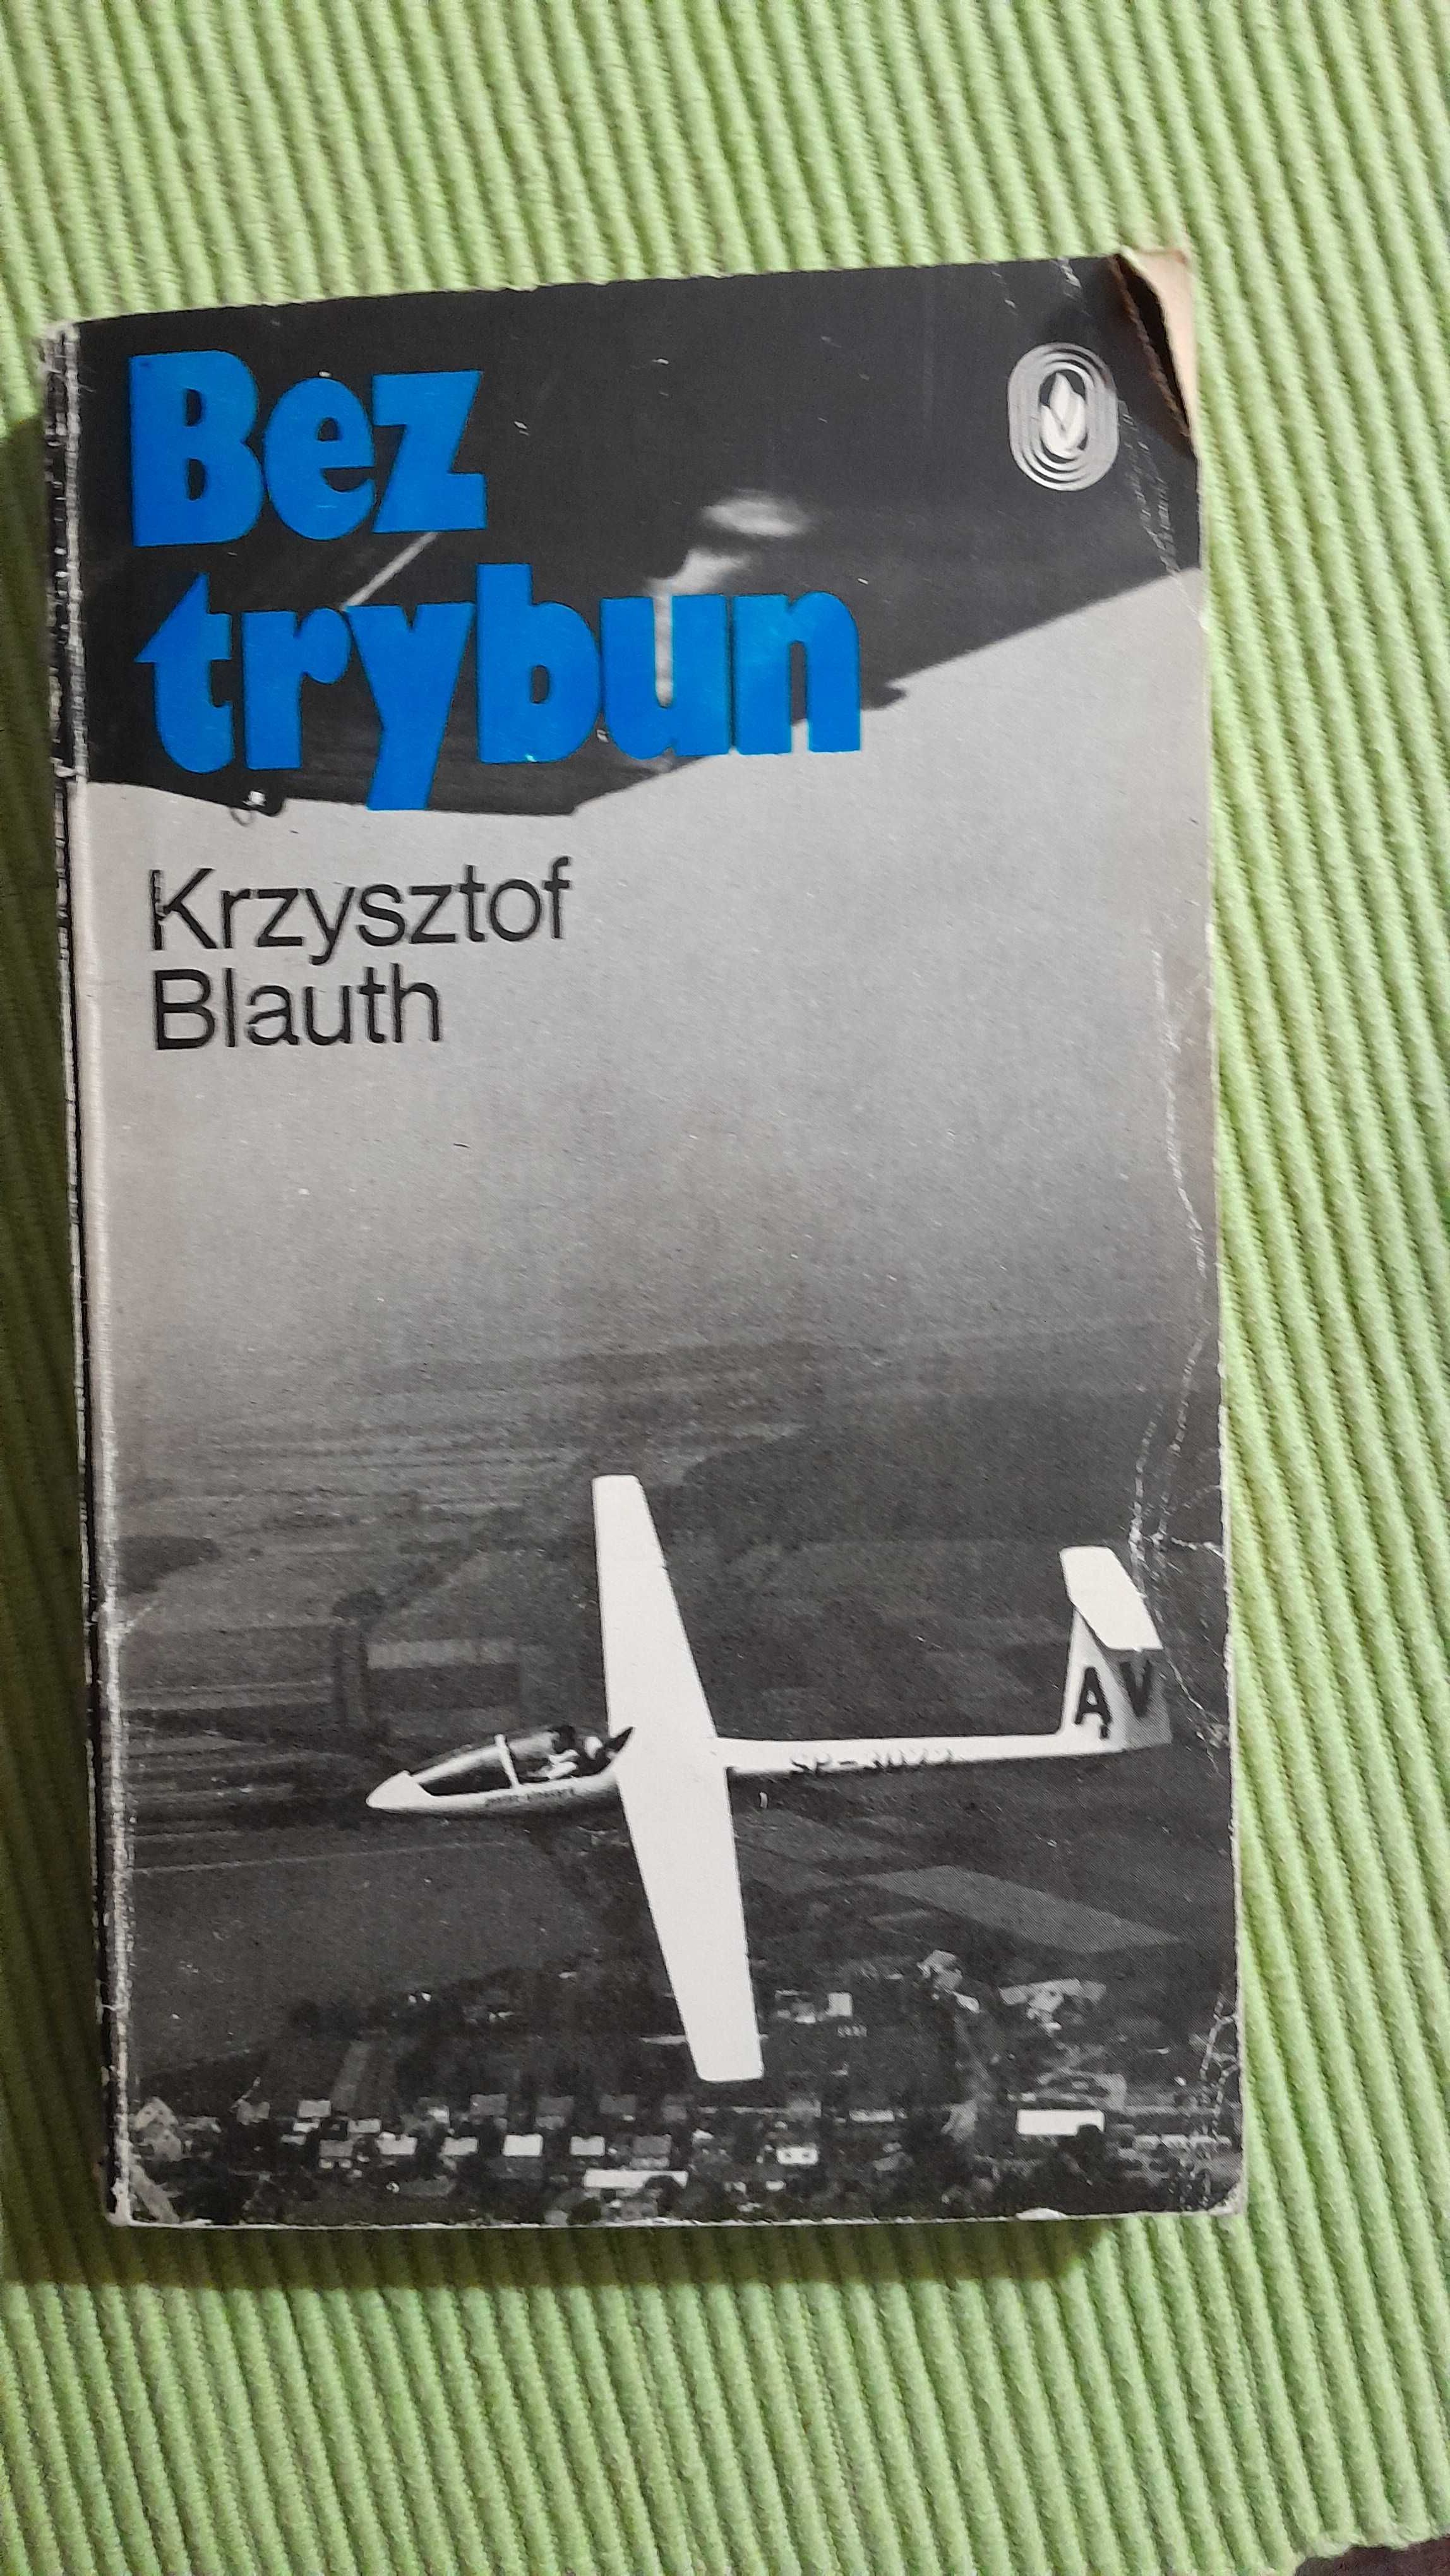 Bez
trybun
Krzysztof
Blauth
AV